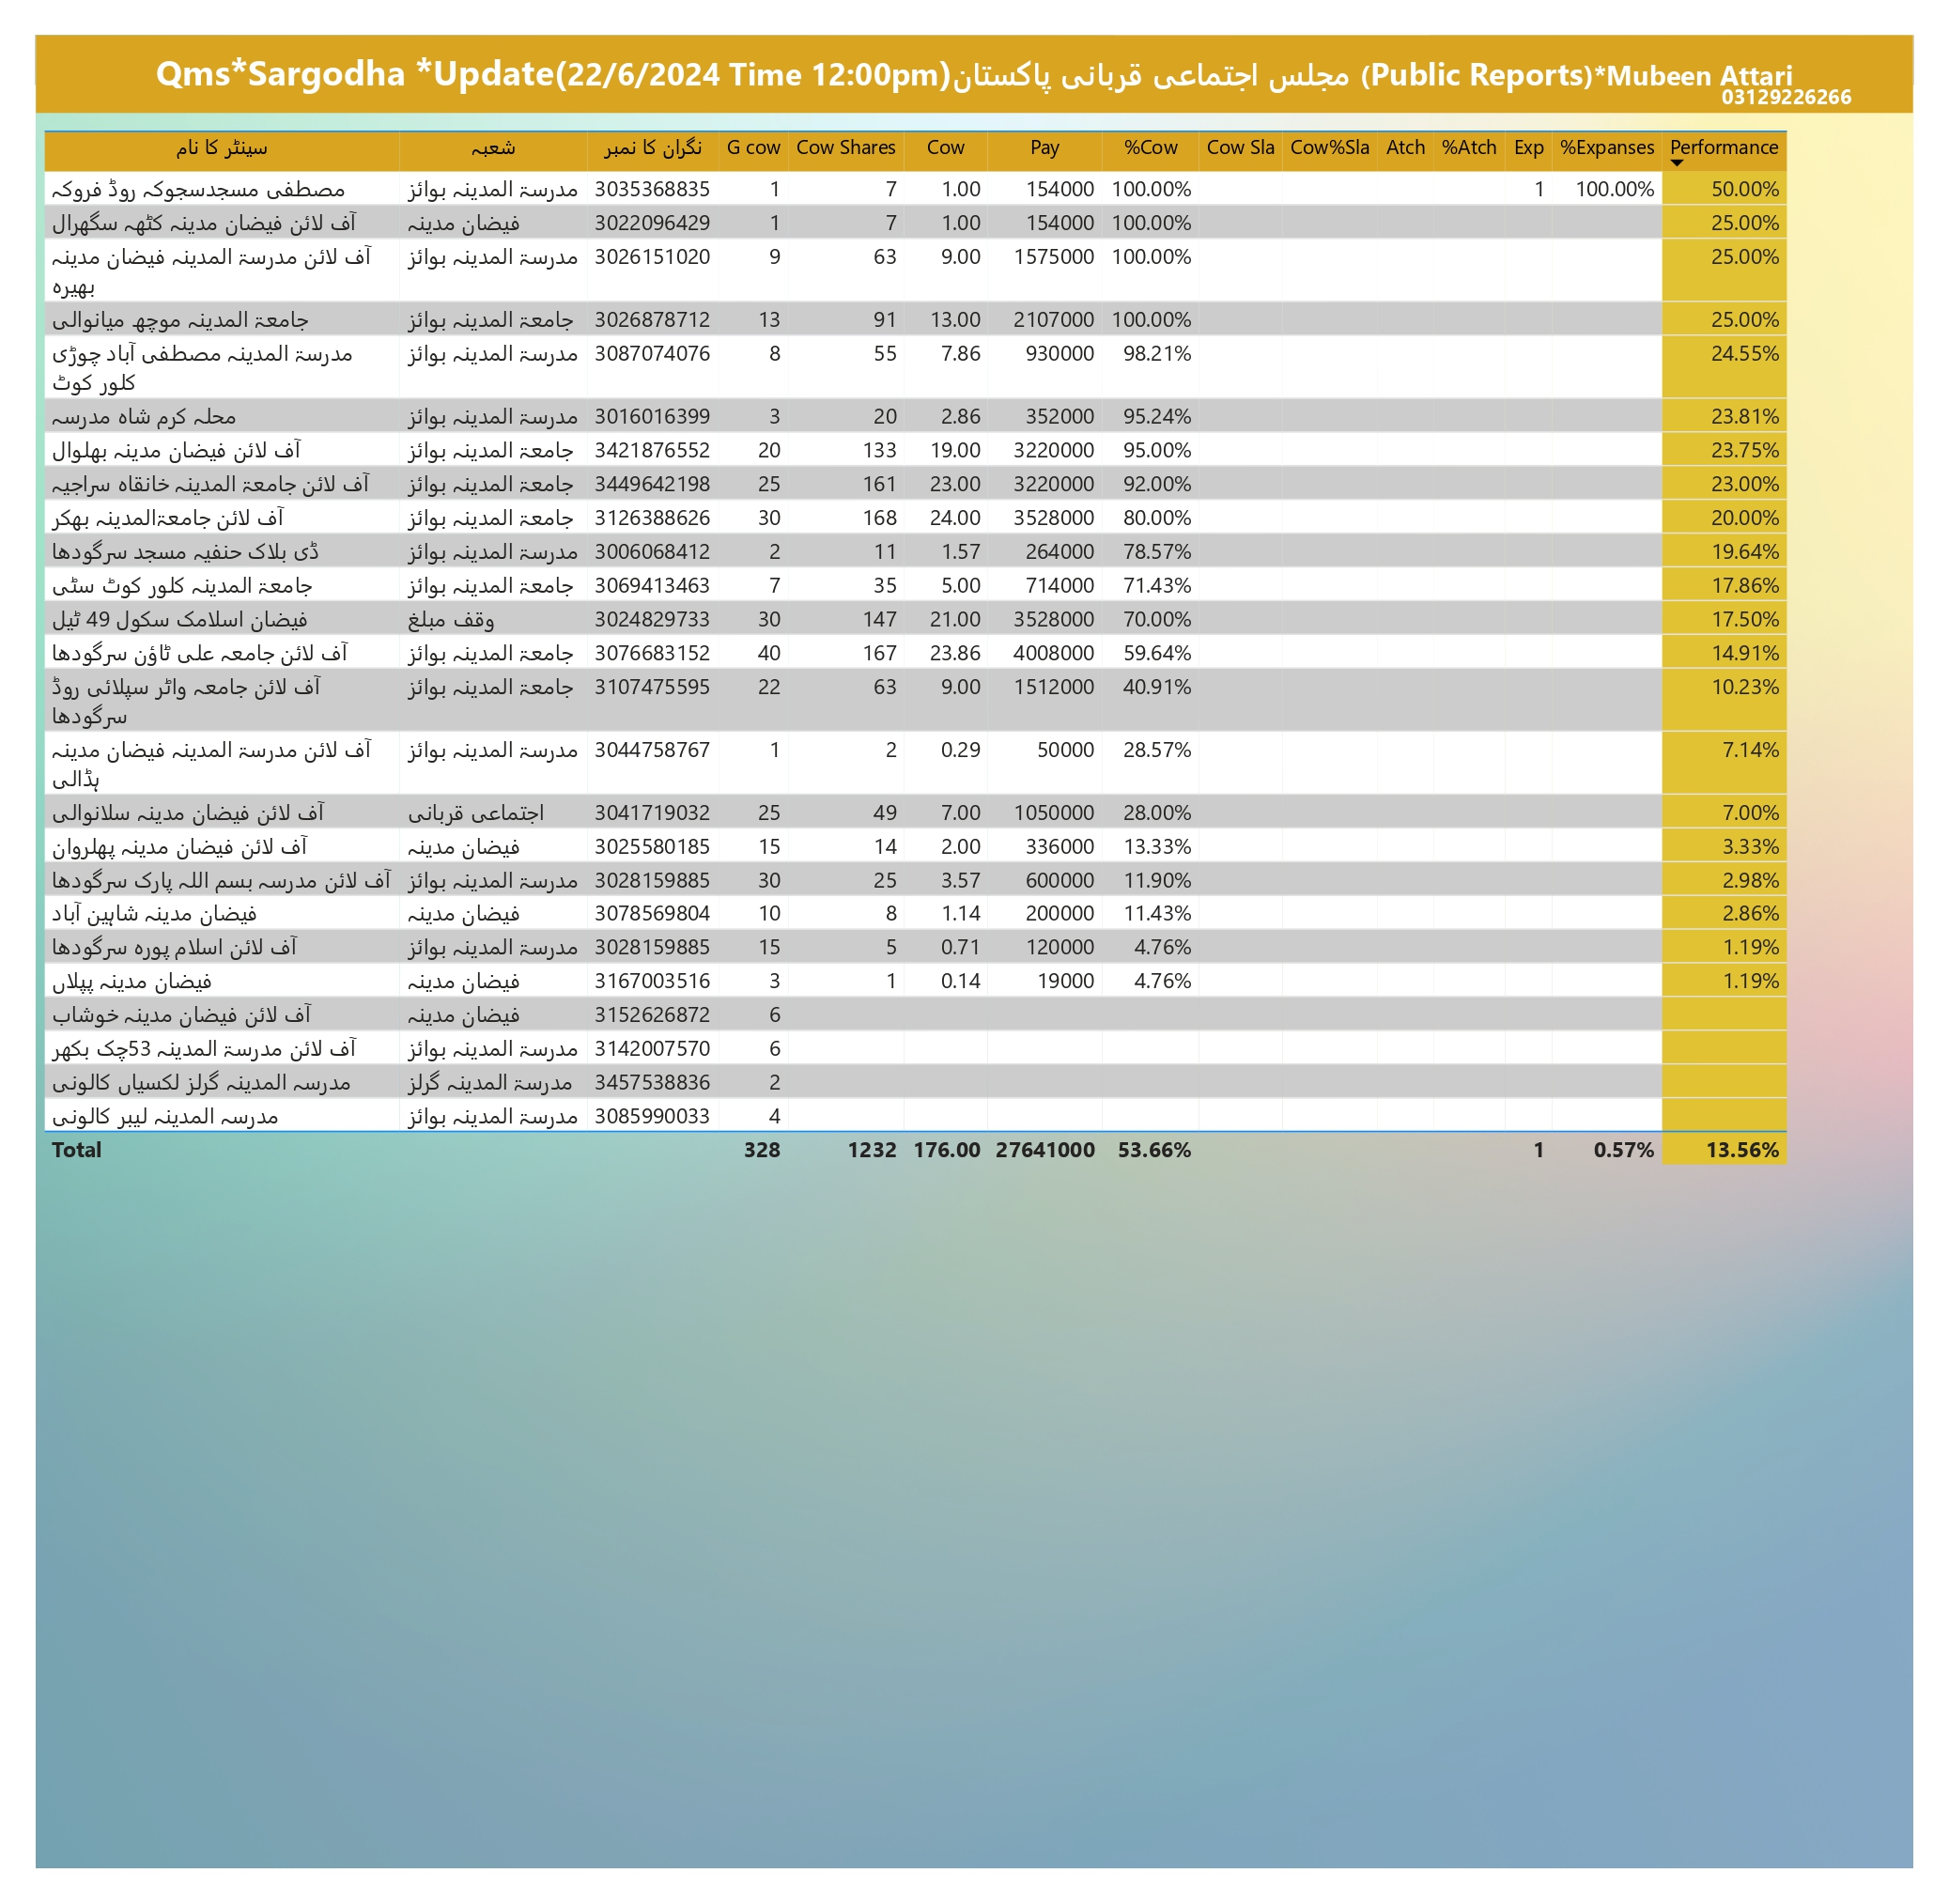 Qms*Sargodha *Update(22/6/2024 Time 12:00pm)مجلس اجتماعی قربانی پاکستان (Public Reports)*Mubeen Attari
03129226266
سینٹر کا نام شعبہ نگران کا نمبر G cow Cow Shares Cow Pay %Cow Cow Sla Cow%Sla Atch %Atch Exp %Expanses Performance
مصطفی مسجدسجوکہ روڈ فروکہ مدرسۃ المدینہ بوائز 3035368835 1 7 1.00 154000 100.00% 1 100.00% 50.00%
آف لائن فیضان مدینہ کٹھہ سگھرال فیضان مدینہ 3022096429 1 7 1.00 154000 100.00% 25.00%
آف لائن مدرسۃ المدینہ فیضان مدینہ مدرسۃ المدینہ بوائز 3026151020 9 63 9.00 1575000 100.00% 25.00%
بھیرہ
جامعۃ المدینہ موچھ میانوالی جامعۃ المدینہ بوائز 3026878712 13 91 13.00 2107000 100.00% 25.00%
مدرسۃ المدینہ مصطفی آباد چوڑی مدرسۃ المدینہ بوائز 3087074076 8 55 7.86 930000 98.21% 24.55%
کلور کوٹ
محلہ کرم شاہ مدرسہ مدرسۃ المدینہ بوائز 3016016399 3 20 2.86 352000 95.24% 23.81%
آف لائن فیضان مدینہ بھلوال جامعۃ المدینہ بوائز 3421876552 20 133 19.00 3220000 95.00% 23.75%
آف لائن جامعۃ المدینہ خانقاہ سراجیہ جامعۃ المدینہ بوائز 3449642198 25 161 23.00 3220000 92.00% 23.00%
آف لائن جامعۃالمدینہ بھکر جامعۃ المدینہ بوائز 3126388626 30 168 24.00 3528000 80.00% 20.00%
ڈی بلاک حنفیہ مسجد سرگودھا مدرسۃ المدینہ بوائز 3006068412 2 11 1.57 264000 78.57% 19.64%
جامعۃ المدینہ کلور کوٹ سٹی جامعۃ المدینہ بوائز 3069413463 7 35 5.00 714000 71.43% 17.86%
فیضان اسلامک سکول 49 ٹیل وقف مبلغ 3024829733 30 147 21.00 3528000 70.00% 17.50%
آف لائن جامعہ علی ٹاؤن سرگودھا جامعۃ المدینہ بوائز 3076683152 40 167 23.86 4008000 59.64% 14.91%
آف لائن جامعہ واٹر سپلائی روڈ جامعۃ المدینہ بوائز 3107475595 22 63 9.00 1512000 40.91% 10.23%
سرگودھا
آف لائن مدرسۃ المدینہ فیضان مدینہ مدرسۃ المدینہ بوائز 3044758767 1 2 0.29 50000 28.57% 7.14%
ہڈالی
آف لائن فیضان مدینہ سلانوالی اجتماعی قربانی 3041719032 25 49 7.00 1050000 28.00% 7.00%
آف لائن فیضان مدینہ پھلروان فیضان مدینہ 3025580185 15 14 2.00 336000 13.33% 3.33%
آف لائن مدرسہ بسم اللہ پارک سرگودھا مدرسۃ المدینہ بوائز 3028159885 30 25 3.57 600000 11.90% 2.98%
فیضان مدینہ شاہین آباد فیضان مدینہ 3078569804 10 8 1.14 200000 11.43% 2.86%
آف لائن اسلام پورہ سرگودھا مدرسۃ المدینہ بوائز 3028159885 15 5 0.71 120000 4.76% 1.19%
فیضان مدینہ پپلاں فیضان مدینہ 3167003516 3 1 0.14 19000 4.76% 1.19%
آف لائن فیضان مدینہ خوشاب فیضان مدینہ 3152626872 6
آف لائن مدرسۃ المدینہ 53چک بکھر مدرسۃ المدینہ بوائز 3142007570 6
مدرسہ المدینہ گرلز لکسیاں کالونی مدرسۃ المدینہ گرلز 3457538836 2
مدرسہ المدینہ لیبر کالونی مدرسۃ المدینہ بوائز 3085990033 4
Total 328 1232 176.00 27641000 53.66% 1 0.57% 13.56%